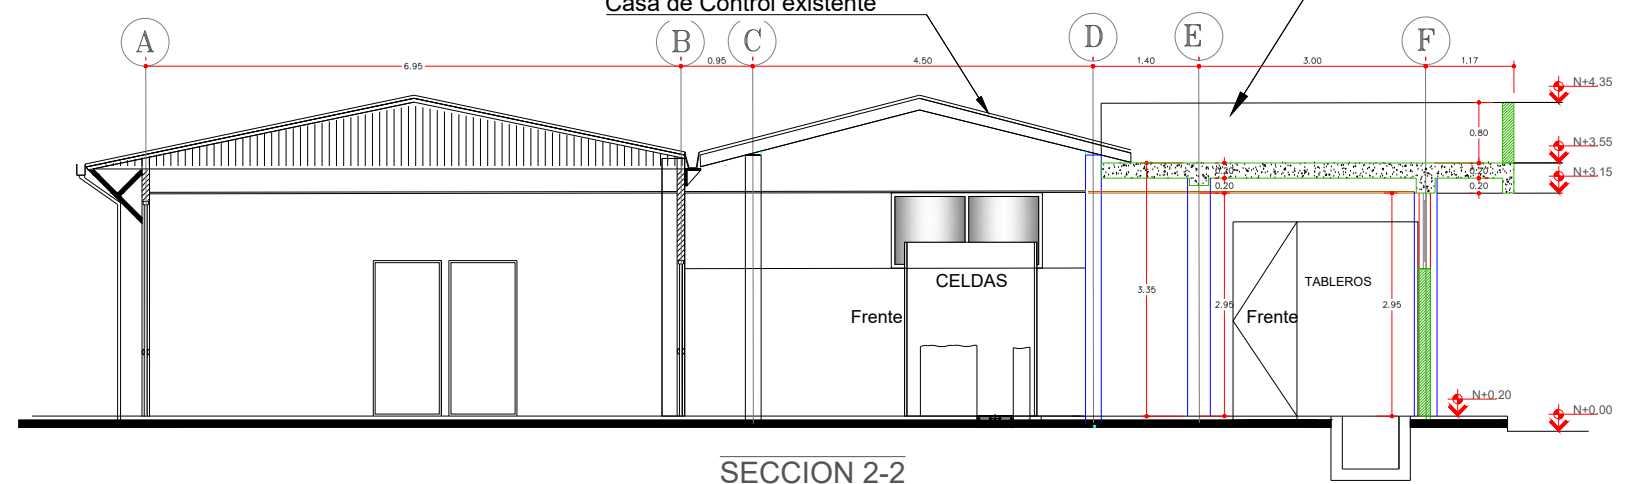 Casa de Control existente
A
B
C
D
E
F
6.95
0.95
4.50
1.40
3.00
1.17
N+4.35
0.80
N+3.55
0.20
0.20
N+3.15
0.20
0.20
CELDAS
TABLEROS
3.35
2.95
2.95
Frente
Frente
N+0.20
N+0.00
SECCION 2-2